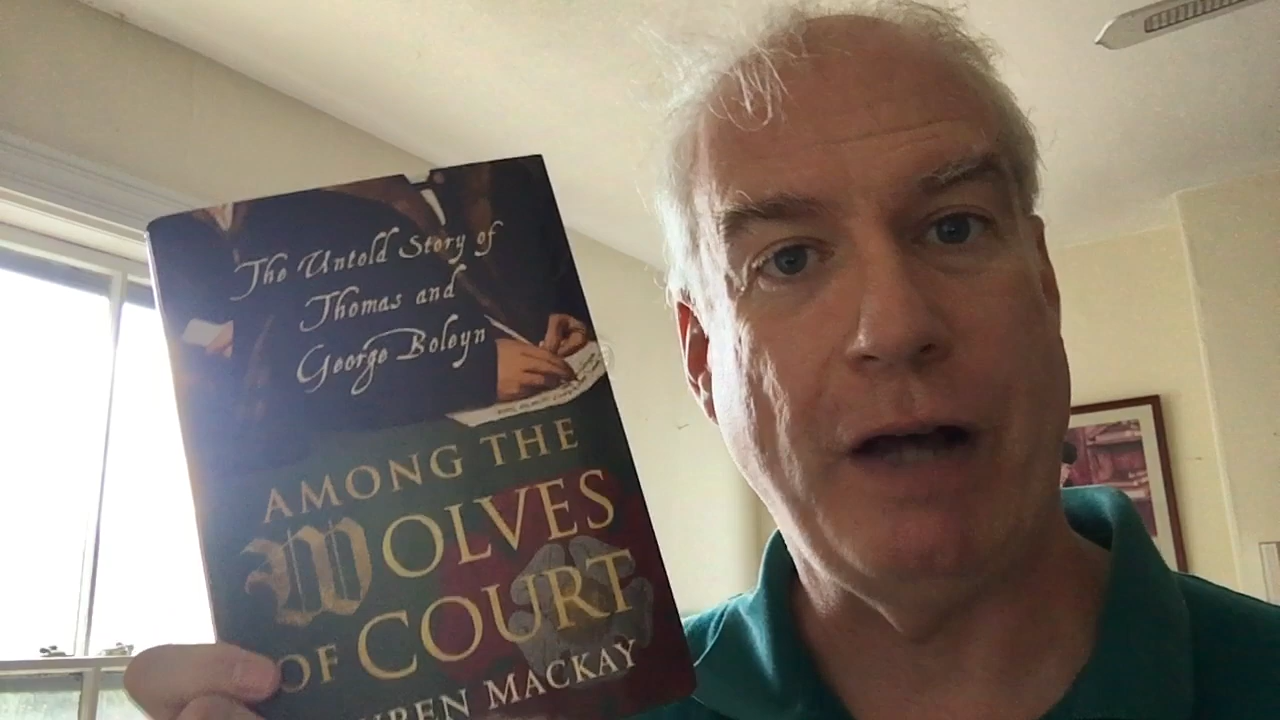 The Untold Story of
Thomas and
George Boleyn
AMONG THE
WOLVES
OF COURT
MACKAY